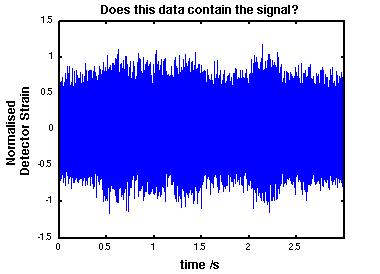 Does this data contain the signal?
1.5
1
0.5
0
-0.5
-1
-1.5
Normalised
Detector Strain
0 0.5 1 1.5 2 2.5
time /s